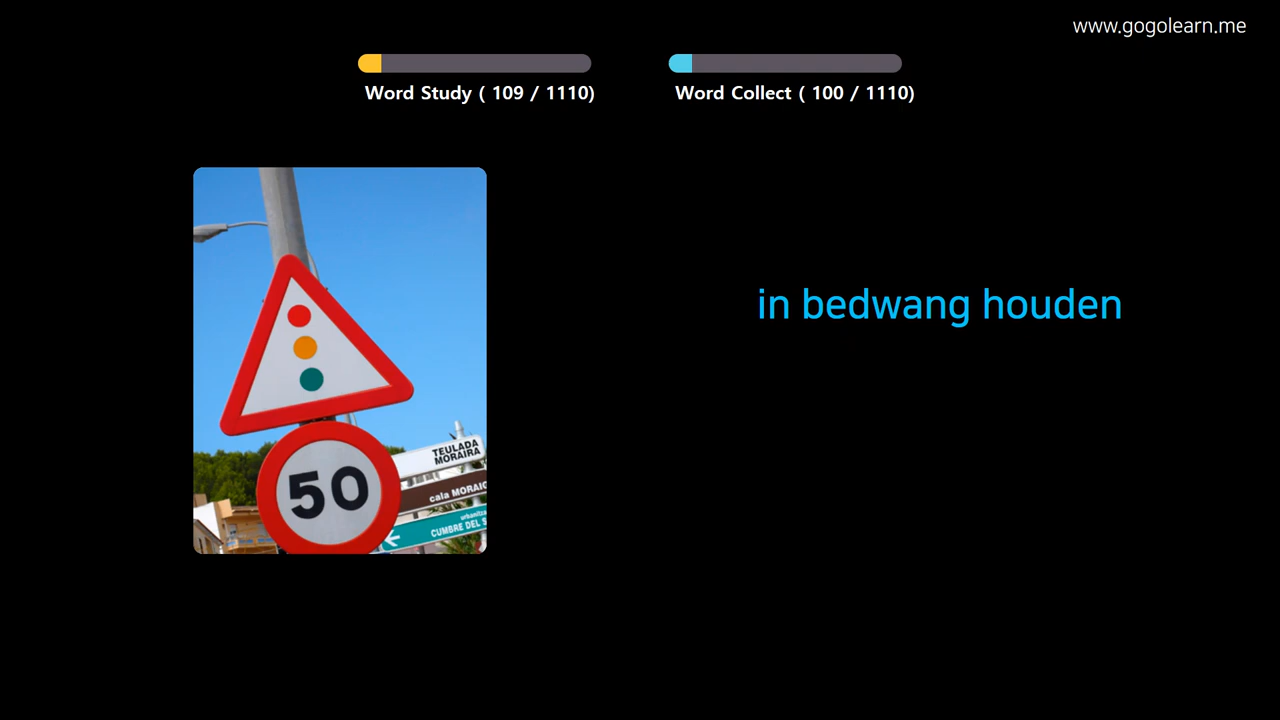 www.gogolearn.me
Word Study ( 109 / 1110)
Word Collect ( 100 / 1110)
in bedwang houden
TEULADA
MORAIRA
50
cala
urbanitza
CUMBRE DEL